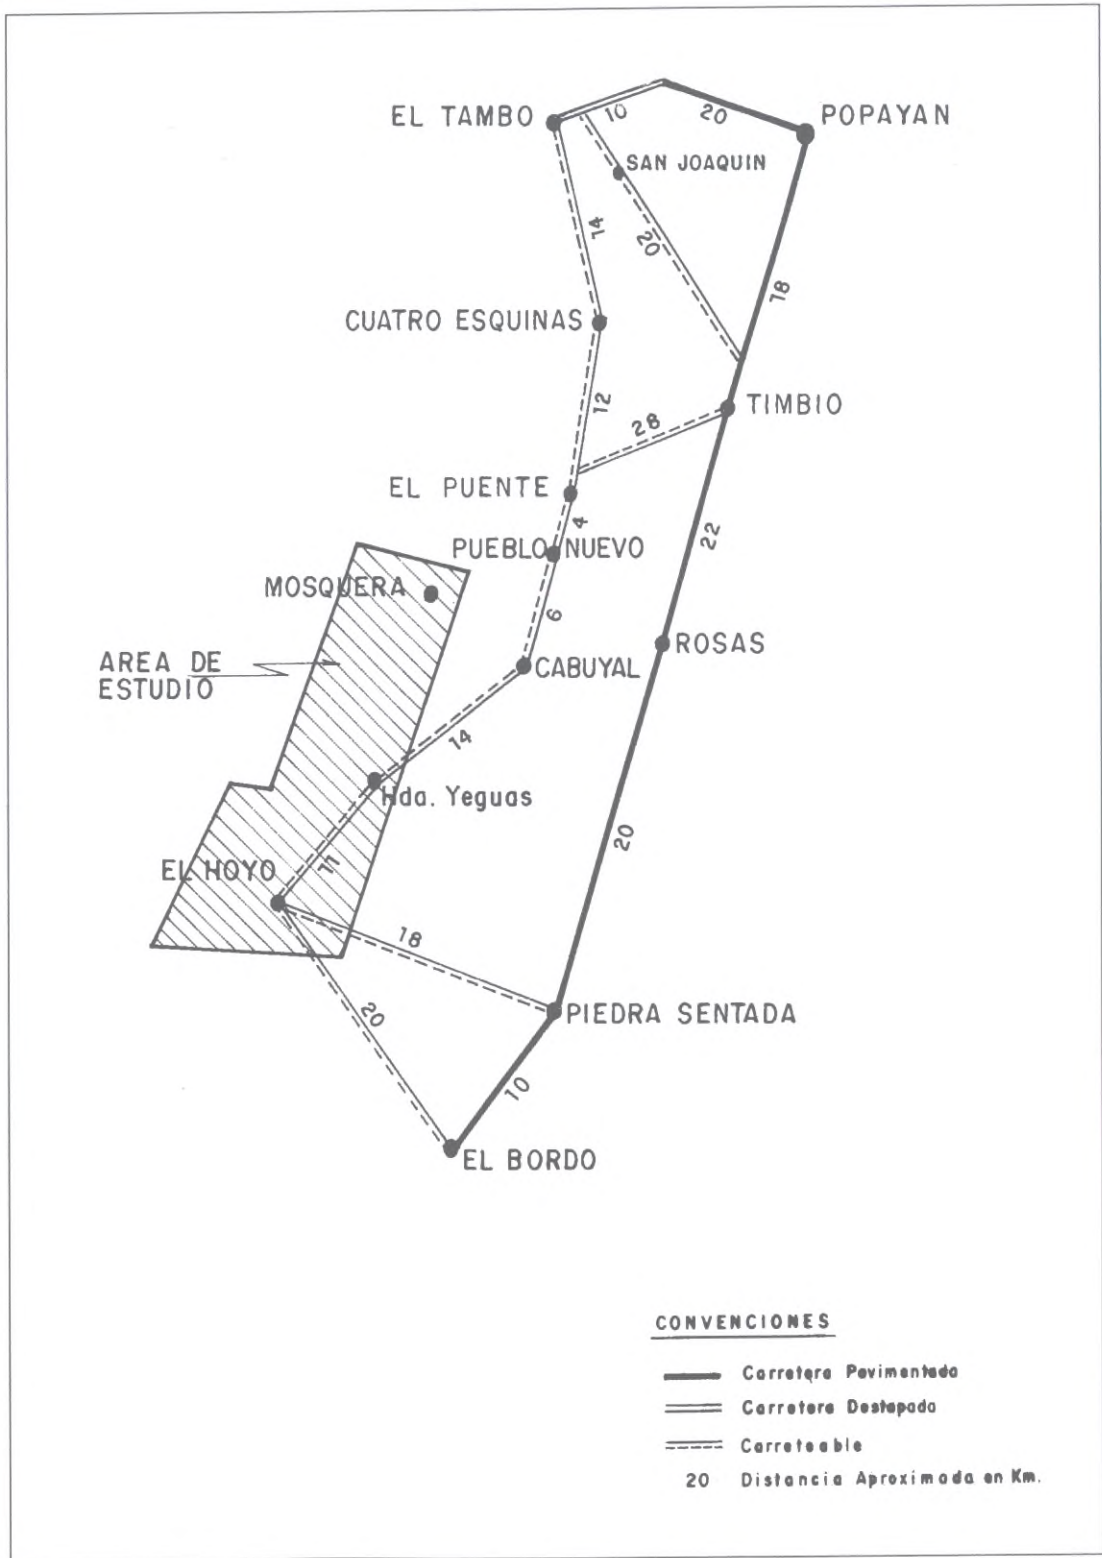 EL TAMBO
10
20
POPAYAN
SAN JOAQUIN
14
20
18
CUATRO ESQUINAS
12
TIMBIO
28
EL PUENTE
4
22
PUEBLO NUEVO
MOSQUERA
6
ROSAS
AREA DE
ESTUDIO
CABUYAL
14
Hda. Yeguas
20
EL HOYO
11
18
PIEDRA SENTADA
20
10
EL BORDO
CONVENCIONES
Carretera Pavimentada
Carretera Destapada
Carreteable
20 Distancia Aproximada en Km.